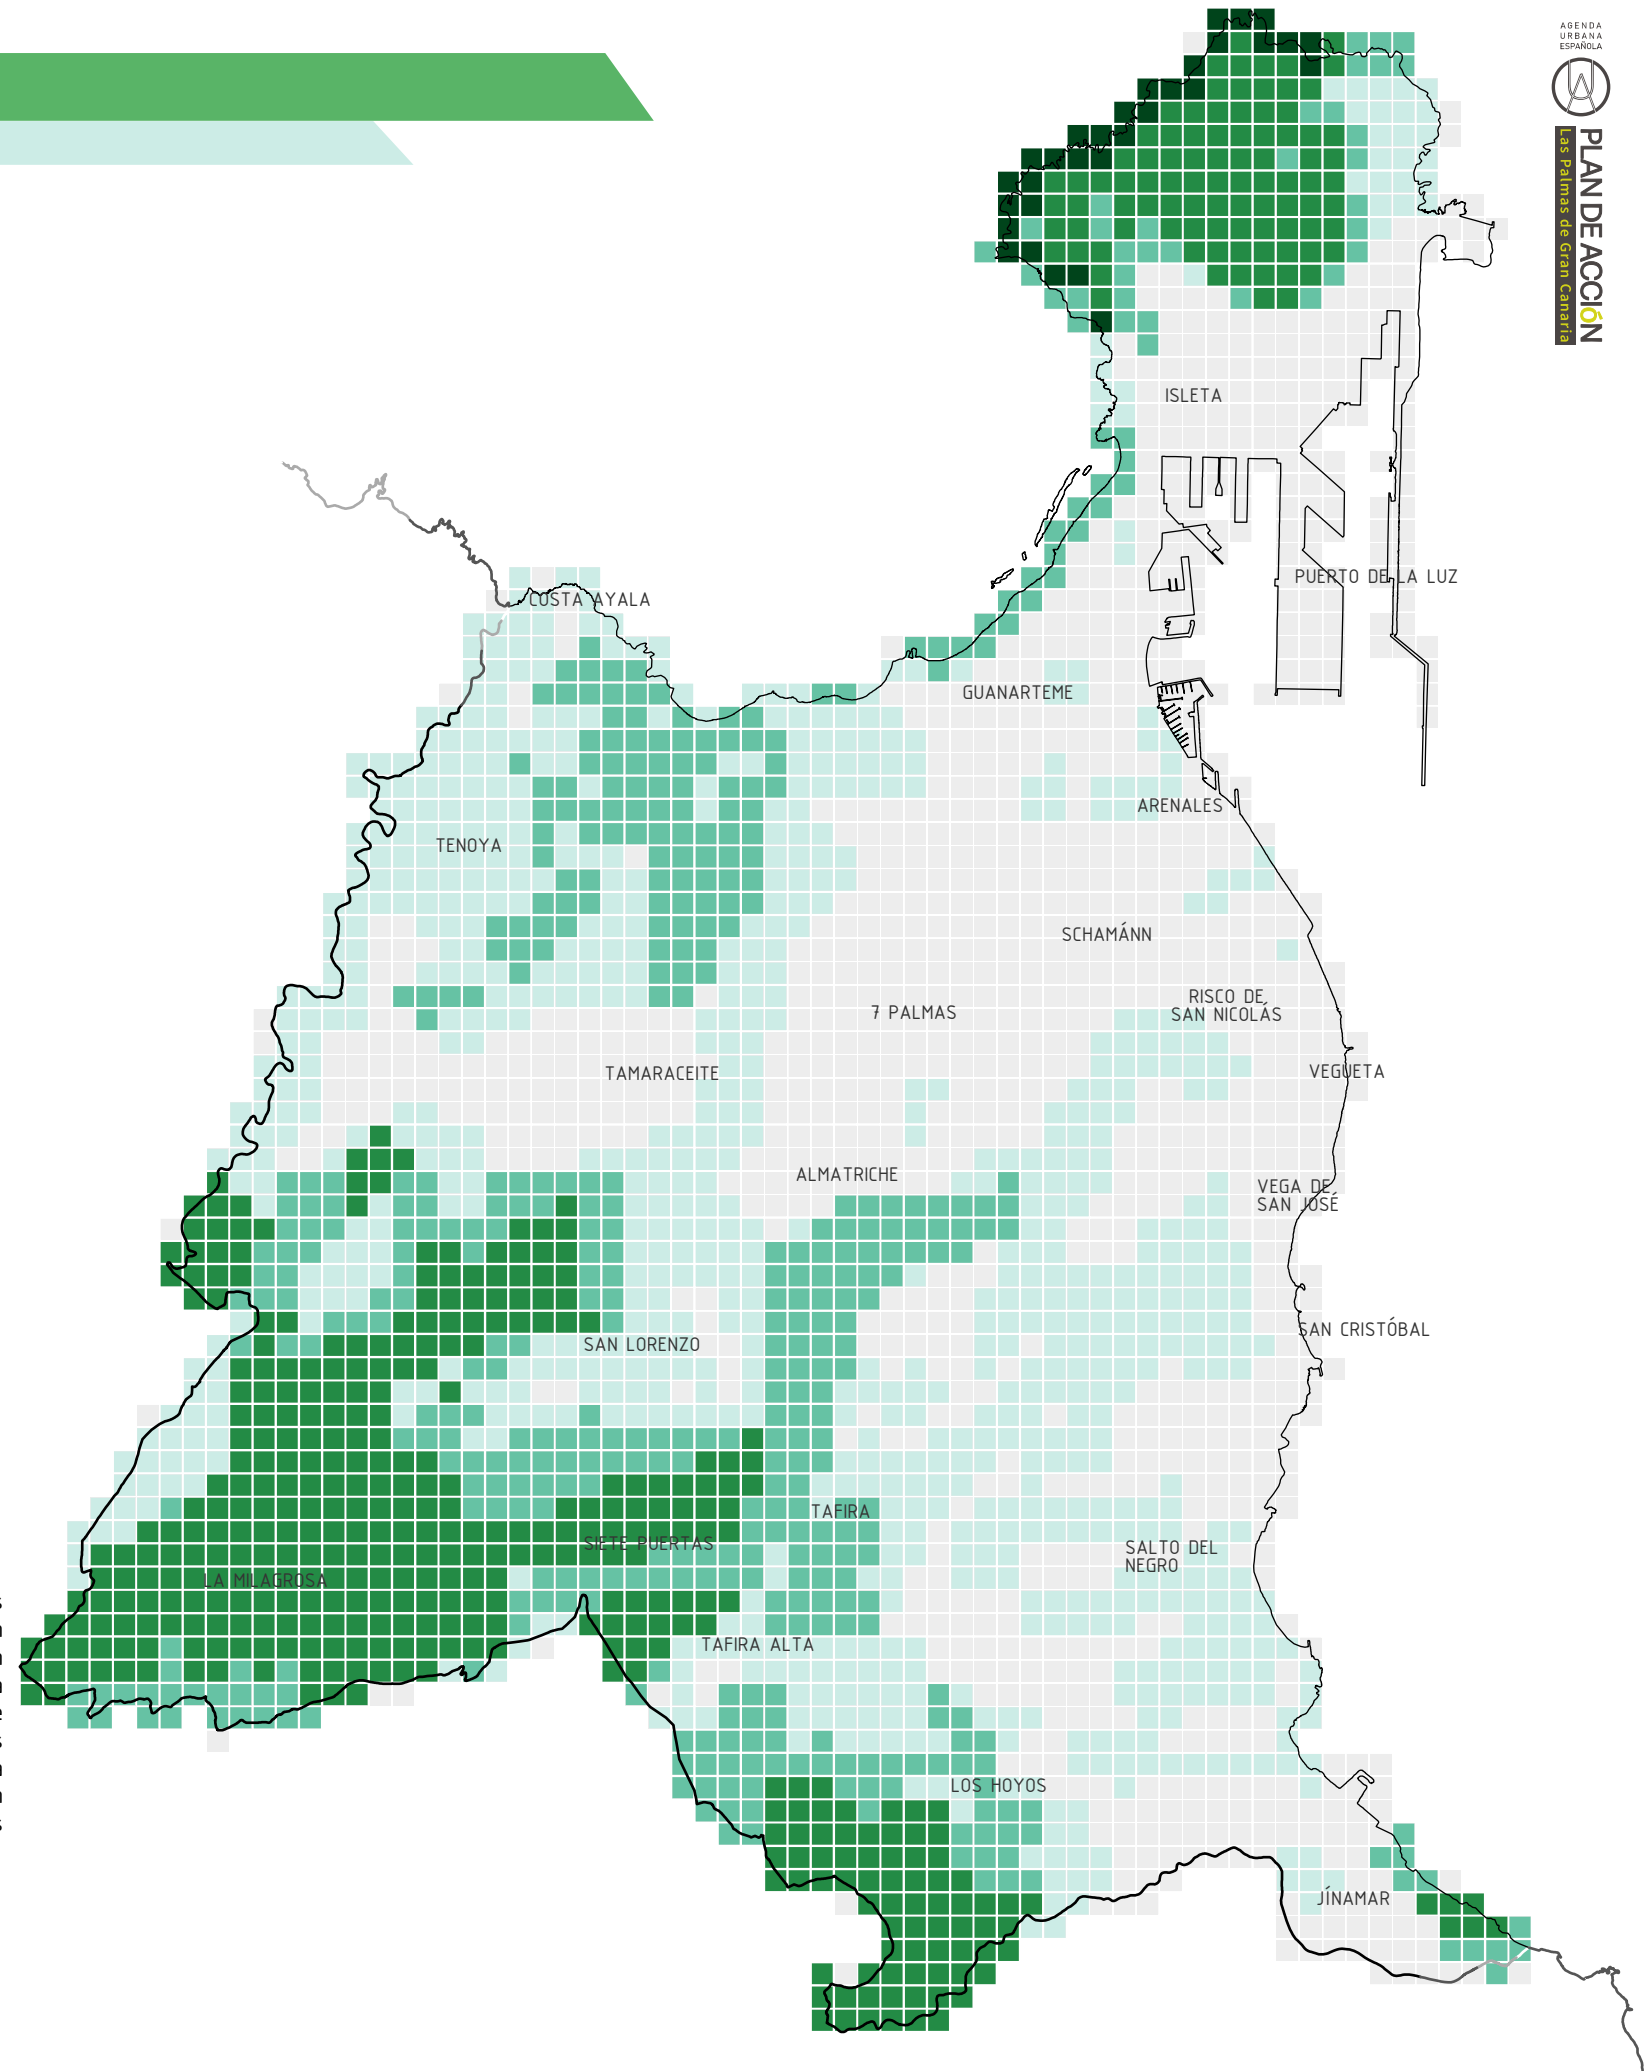 AGENDA
URBANA
ESPAÑOLA
PLAN DE ACCIÓN
Las Palmas de Gran Canaria
ISLETA
PUERTO DE LA LUZ
COSTA AYALA
GUANARTEME
ARENALES
TENOYA
SCHAMÁNN
RISCO DE
SAN NICOLÁS
7 PALMAS
TAMARACEITE
VEGUETA
ALMATRICHE
VEGA DE
SAN JOSÉ
SAN CRISTÓBAL
SAN LORENZO
TAFIRA
SIETE PUERTAS
SALTO DEL
NEGRO
LA MILAGROSA
TAFIRA ALTA
LOS HOYOS
JÍNAMAR